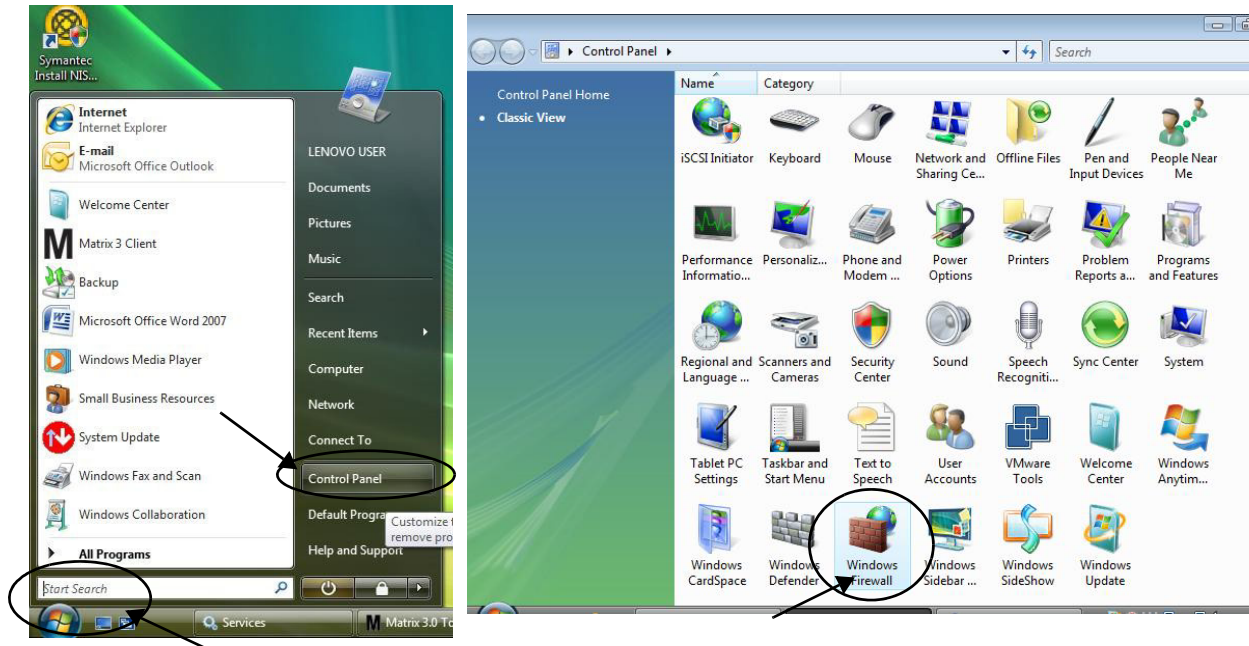 Symantec
Install NIS...
Internet
Internet Explorer
E-mail
Microsoft Office Outlook
Welcome Center
Matrix 3 Client
Backup
Microsoft Office Word 2007
Windows Media Player
Small Business Resources
System Update
Windows Fax and Scan
Windows Collaboration
All Programs
Start Search
LENOVO USER
Documents
Pictures
Music
Search
Recent Items
Computer
Network
Connect To
Control Panel
Default Progra
Customize t
remove pro
Help and Support
Services
Matrix 3.0 To
Control Panel
Search
Control Panel Home
Classic View
Name Category
iSCSI Initiator Keyboard Mouse Network and Offline Files Pen and People Near
Sharing Ce... Input Devices Me
Performance Personaliz... Phone and Power Printers Problem Programs
Informatio... Modem ... Options Reports a... and Features
Regional and Scanners and Security Sound Speech Sync Center System
Language ... Cameras Center Recogniti...
Tablet PC Taskbar and Text to User VMware Welcome Windows
Settings Start Menu Speech Accounts Tools Center Anytim...
Windows Windows Windows Windows Windows Windows
CardSpace Defender Firewall Sidebar ... SideShow Update